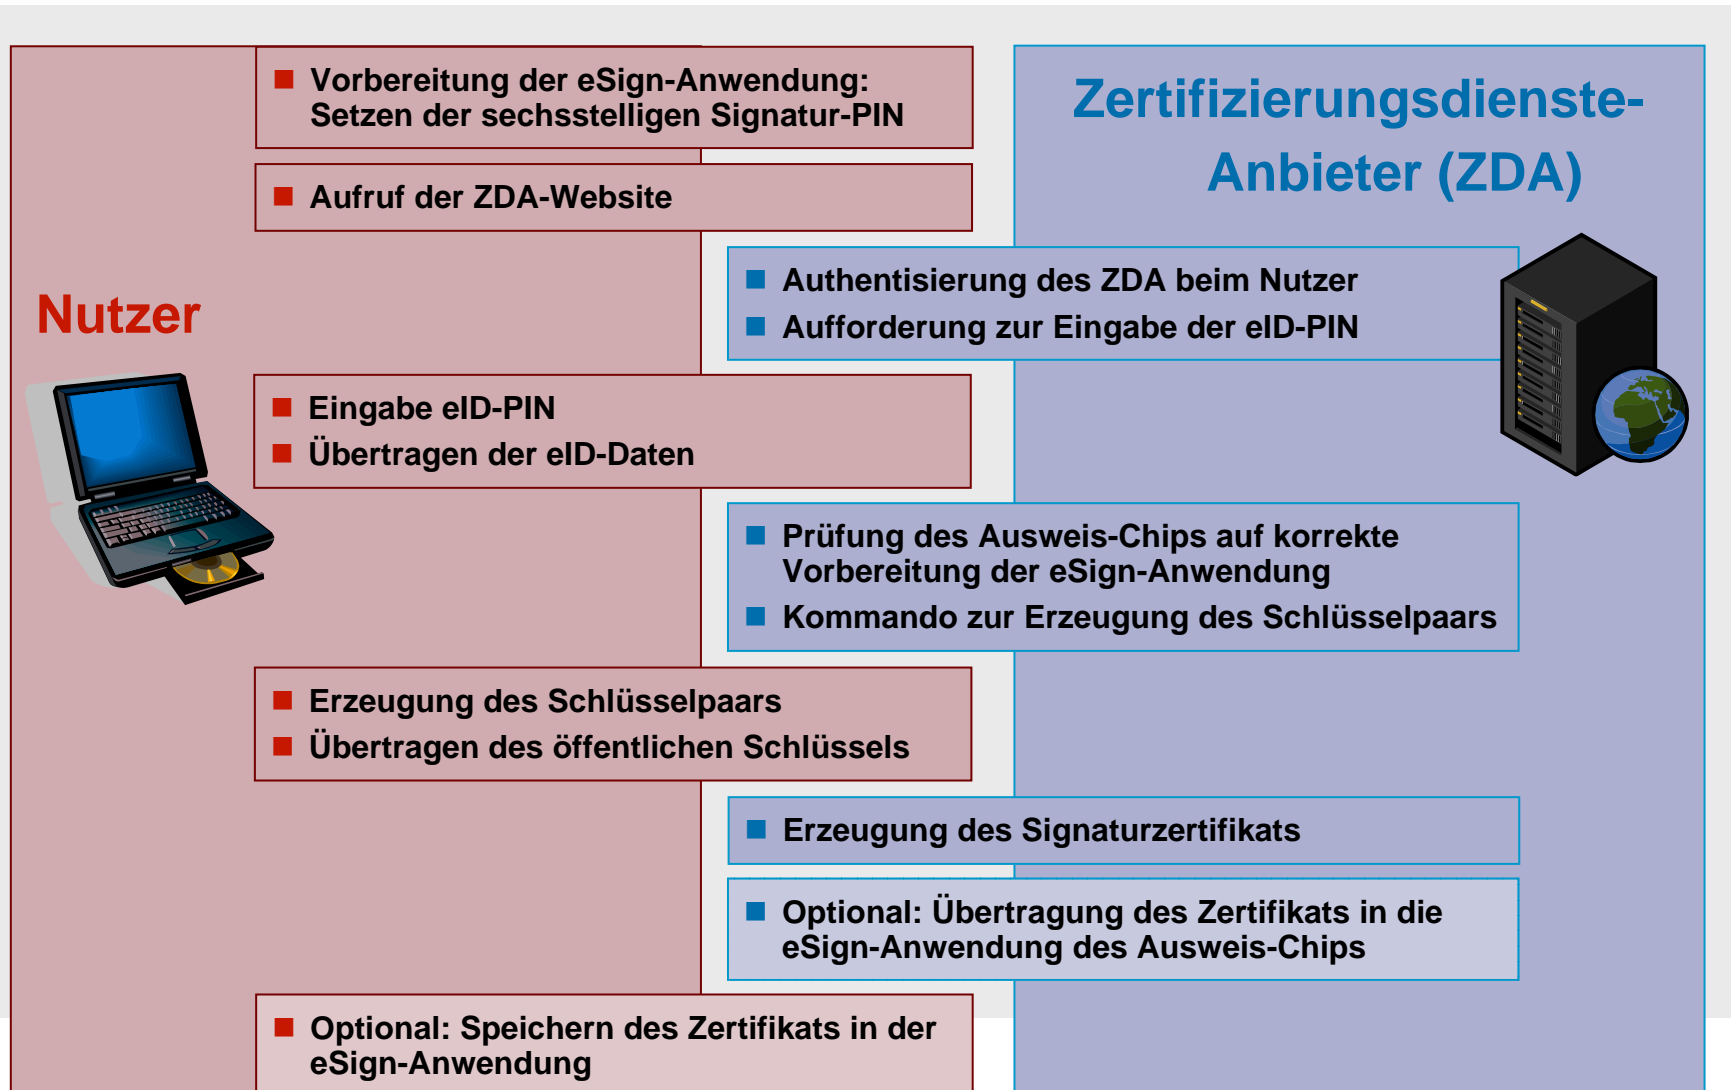 Vorbereitung der eSign-Anwendung:
Setzen der sechsstelligen Signatur-PIN
Zertifizierungsdienste-
Anbieter (ZDA)
Aufruf der ZDA-Website
Nutzer
Authentisierung des ZDA beim Nutzer
Aufforderung zur Eingabe der eID-PIN
Eingabe eID-PIN
Übertragen der eID-Daten
Prüfung des Ausweis-Chips auf korrekte
Vorbereitung der eSign-Anwendung
Kommando zur Erzeugung des Schlüsselpaars
Erzeugung des Schlüsselpaars
Übertragen des öffentlichen Schlüssels
Erzeugung des Signaturzertifikats
Optional: Übertragung des Zertifikats in die
eSign-Anwendung des Ausweis-Chips
Optional: Speichern des Zertifikats in der
eSign-Anwendung